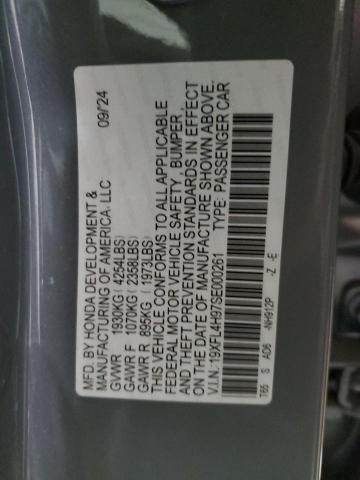 MFD. BY HONDA DEVELOPMENT &
MANUFACTURING OF AMERICA, LLC 09/24
GVWR 1930KG ( 4254LBS)
GAWR F 1070KG ( 2358LBS)
GAWR R 895KG ( 1973LBS)
THIS VEHICLE CONFORMS TO ALL APPLICABLE
FEDERAL MOTOR VEHICLE SAFETY, BUMPER,
AND THEFT PREVENTION STANDARDS IN EFFECT
ON THE DATE OF MANUFACTURE SHOWN ABOVE.
V.I.N.:19XFL4H97SE000261 TYPE: PASSENGER CAR
T65 S AD6 -NH912P -Z -E